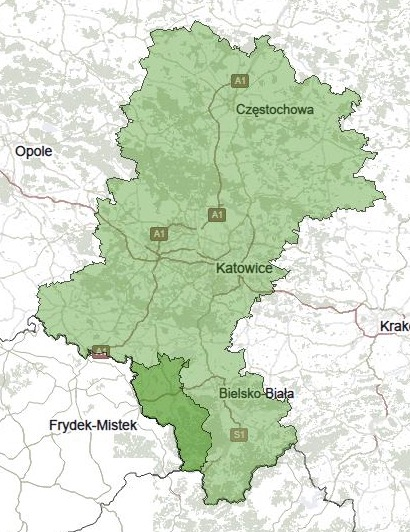 A1
Częstochowa
Opole
A1
A1
Katowice
Krak
A1
Bielsko-Biała
Frydek-Mistek
S1